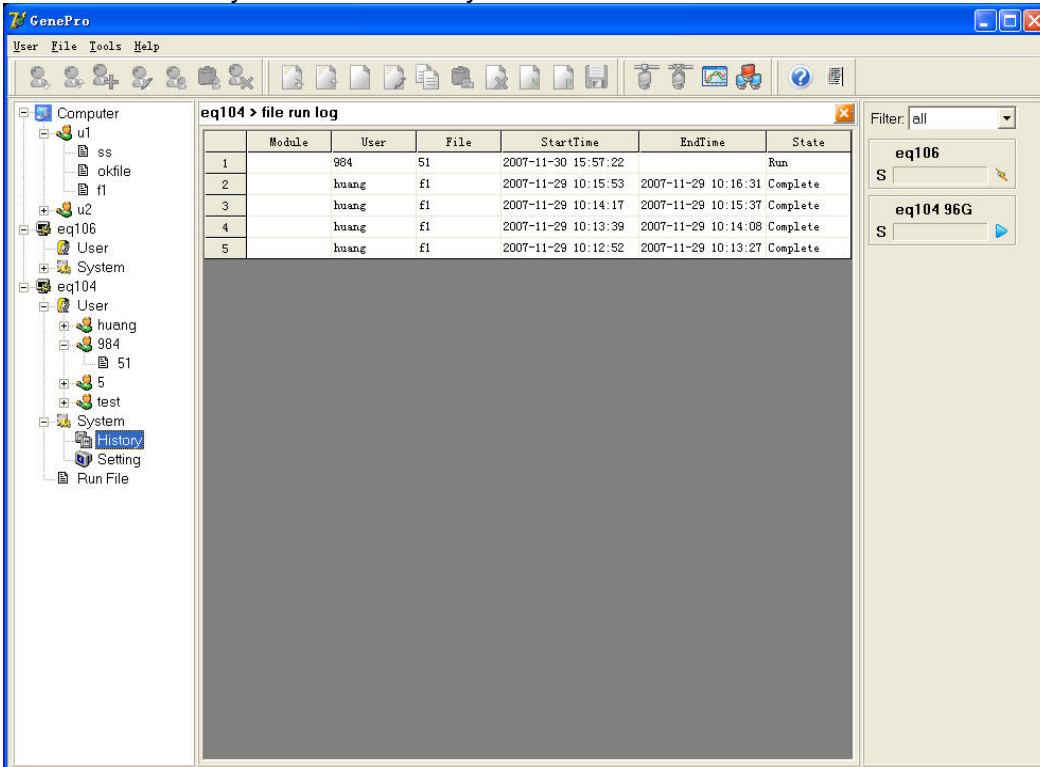 GenePro
User File Tools Help
Computer
u1
ss
okfile
f1
u2
eq106
User
System
eq104
User
huang
984
51
5
test
System
History
Setting
Run File
eq104 > file run log
Module User File StartTime EndTime State
1 984 51 2007-11-30 15:57:22 Run
2 huang f1 2007-11-29 10:15:53 2007-11-29 10:16:31 Complete
3 huang f1 2007-11-29 10:14:17 2007-11-29 10:15:37 Complete
4 huang f1 2007-11-29 10:13:39 2007-11-29 10:14:08 Complete
5 huang f1 2007-11-29 10:12:52 2007-11-29 10:13:27 Complete
Filter: all
eq106
S
eq104 96G
S